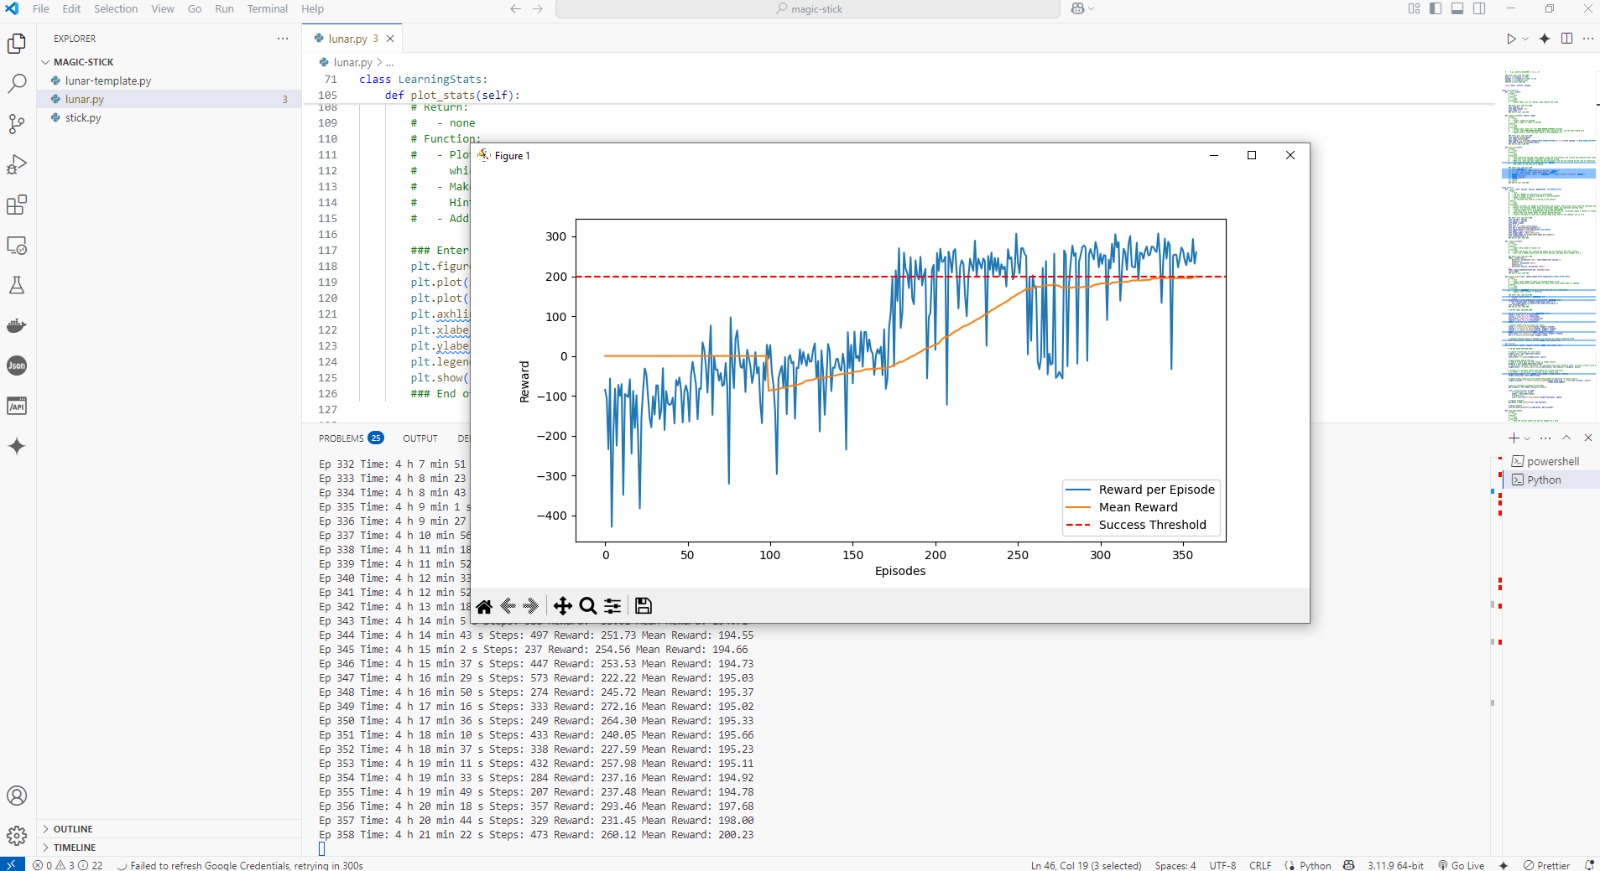 File Edit Selection View Go Run Terminal Help
magic-stick
EXPLORER
MAGIC-STICK
lunar-template.py
lunar.py 3
stick.py
OUTLINE
TIMELINE
lunar.py 3
lunar.py > ...
71 class LearningStats:
105 def plot_stats(self):
108 # Return:
109 # - none
110 # Function:
111 # - Plo
112 # whic
113 # - Make
114 # Hin
115 # - Add
116
117 ### Enter
118 plt.figure
119 plt.plot(
120 plt.plot(
121 plt.axhli
122 plt.xlabe
123 plt.ylabe
124 plt.legen
125 plt.show(
126 ### End o
127
Figure 1
300
200
100
0
−100
−200
−300
−400
Reward
0 50 100 150 200 250 300 350
Episodes
Reward per Episode
Mean Reward
Success Threshold
PROBLEMS 25 OUTPUT DE
Ep 332 Time: 4 h 7 min 51
Ep 333 Time: 4 h 8 min 23
Ep 334 Time: 4 h 8 min 43
Ep 335 Time: 4 h 9 min 1 s
Ep 336 Time: 4 h 9 min 27
Ep 337 Time: 4 h 10 min 56
Ep 338 Time: 4 h 11 min 18
Ep 339 Time: 4 h 11 min 52
Ep 340 Time: 4 h 12 min 33
Ep 341 Time: 4 h 12 min 52
Ep 342 Time: 4 h 13 min 18
Ep 343 Time: 4 h 14 min 5 s Steps: Reward: Mean Reward:
Ep 344 Time: 4 h 14 min 43 s Steps: 497 Reward: 251.73 Mean Reward: 194.55
Ep 345 Time: 4 h 15 min 2 s Steps: 237 Reward: 254.56 Mean Reward: 194.66
Ep 346 Time: 4 h 15 min 37 s Steps: 447 Reward: 253.53 Mean Reward: 194.73
Ep 347 Time: 4 h 16 min 29 s Steps: 573 Reward: 222.22 Mean Reward: 195.03
Ep 348 Time: 4 h 16 min 50 s Steps: 274 Reward: 245.72 Mean Reward: 195.37
Ep 349 Time: 4 h 17 min 16 s Steps: 333 Reward: 272.16 Mean Reward: 195.02
Ep 350 Time: 4 h 17 min 36 s Steps: 249 Reward: 264.30 Mean Reward: 195.33
Ep 351 Time: 4 h 18 min 10 s Steps: 433 Reward: 240.05 Mean Reward: 195.66
Ep 352 Time: 4 h 18 min 37 s Steps: 338 Reward: 227.59 Mean Reward: 195.23
Ep 353 Time: 4 h 19 min 11 s Steps: 432 Reward: 257.98 Mean Reward: 195.11
Ep 354 Time: 4 h 19 min 33 s Steps: 284 Reward: 237.16 Mean Reward: 194.92
Ep 355 Time: 4 h 19 min 49 s Steps: 207 Reward: 237.48 Mean Reward: 194.78
Ep 356 Time: 4 h 20 min 18 s Steps: 357 Reward: 293.46 Mean Reward: 197.68
Ep 357 Time: 4 h 20 min 44 s Steps: 329 Reward: 231.45 Mean Reward: 198.00
Ep 358 Time: 4 h 21 min 22 s Steps: 473 Reward: 260.12 Mean Reward: 200.23
powershell
Python
Json
/API
0 3 22 Failed to refresh Google Credentials, retrying in 300s
Ln 46, Col 19 (3 selected) Spaces: 4 UTF-8 CRLF Python 3.11.9 64-bit Go Live Prettier